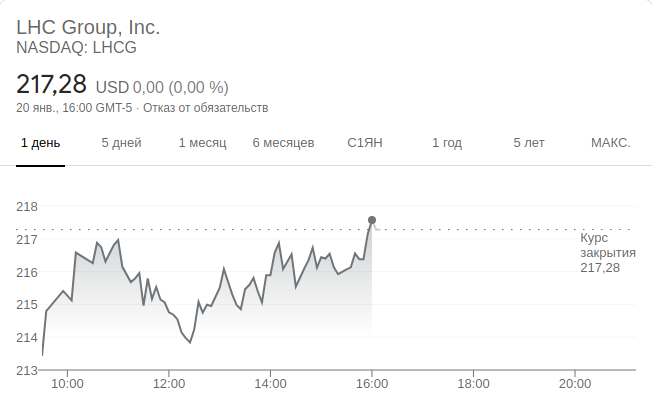 LHC Group, Inc.
NASDAQ: LHCG
217,28 USD 0,00 (0,00 %)
20 янв., 16:00 GMT-5 · Отказ от обязательств
1 день 5 дней 1 месяц 6 месяцев С1ЯН 1 год 5 лет МАКС.
218
217
216
215
214
213
Курс
закрытия
217,28
10:00 12:00 14:00 16:00 18:00 20:00